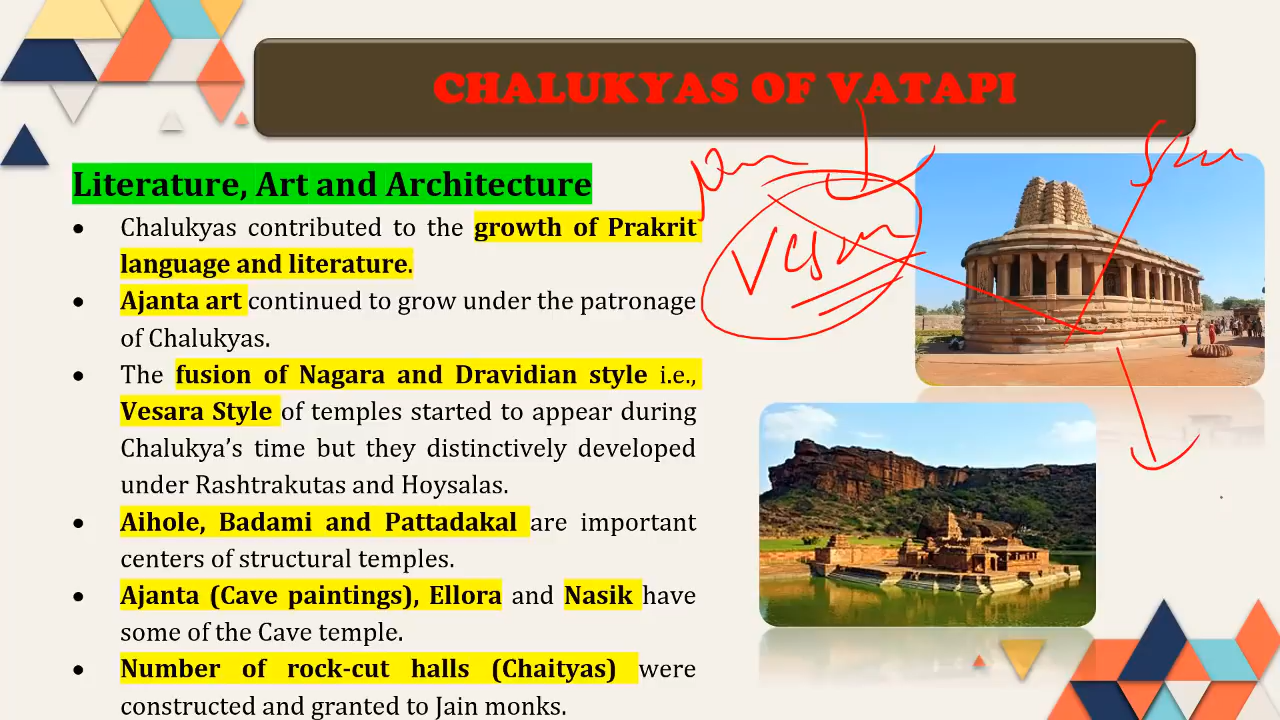 CHALUKYAS OF VATAPI
Literature, Art and Architecture
• Chalukyas contributed to the growth of Prakrit
language and literature.
• Ajanta art continued to grow under the patronage
of Chalukyas.
• The fusion of Nagara and Dravidian style i.e.,
Vesara Style of temples started to appear during
Chalukya’s time but they distinctively developed
under Rashtrakutas and Hoysalas.
• Aihole, Badami and Pattadakal are important
centers of structural temples.
• Ajanta (Cave paintings), Ellora and Nasik have
some of the Cave temple.
• Number of rock-cut halls (Chaityas) were
constructed and granted to Jain monks.